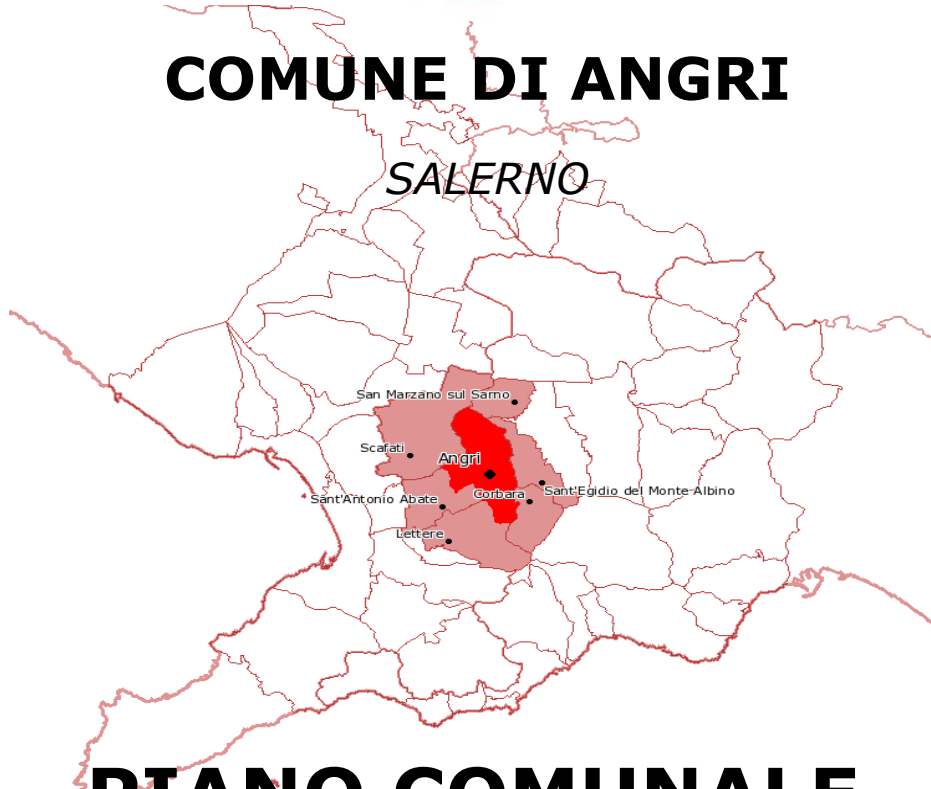 COMUNE DI ANGRI
SALERNO
San Marzano sul Sarno
Scafati
Angri
Sant'Egidio del Monte Albino
Corbara
Sant'Antonio Abate
Lettere
PIANO COMUNALE